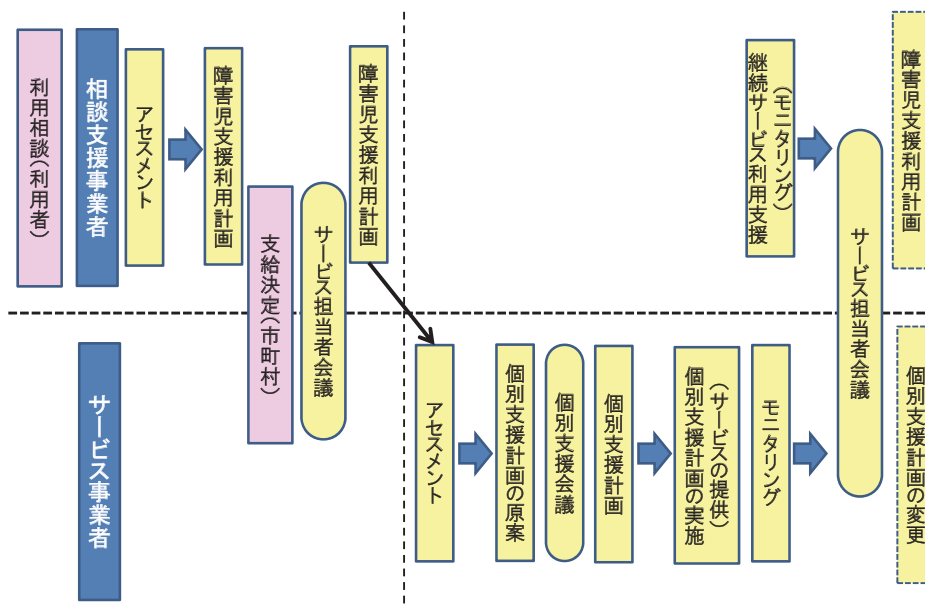 利用相談(利用者)
相談支援事業者
アセスメント
障害児支援利用計画
支給決定(市町村)
サービス担当者会議
障害児支援利用計画
継続サービス利用支援
(モニタリング)
サービス担当者会議
障害児支援利用計画
サービス事業者
アセスメント
個別支援計画の原案
個別支援会議
個別支援計画
個別支援計画の実施
(サービスの提供)
モニタリング
個別支援計画の変更